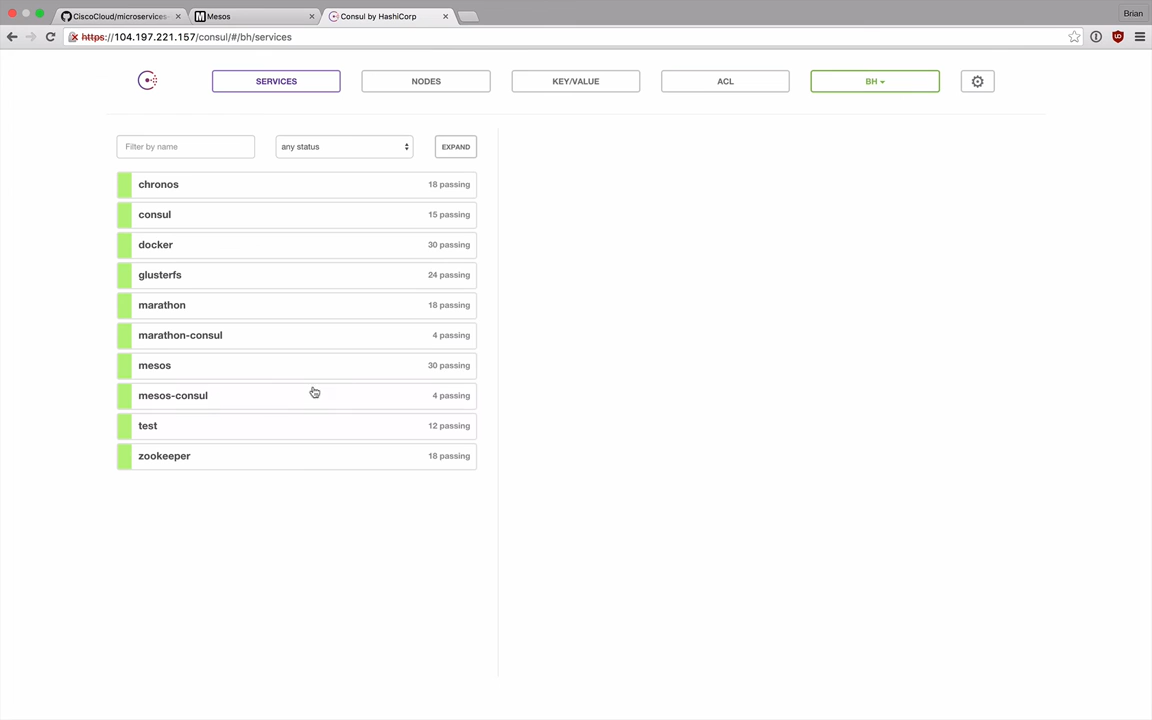 CiscoCloud/microservices-
Mesos
Consul by HashiCorp
Brian
https://104.197.221.157/consul/#/bh/services
SERVICES
NODES
KEY/VALUE
ACL
BH
Filter by name
any status
EXPAND
chronos 18 passing
consul 15 passing
docker 30 passing
glusterfs 24 passing
marathon 18 passing
marathon-consul 4 passing
mesos 30 passing
mesos-consul 4 passing
test 12 passing
zookeeper 18 passing